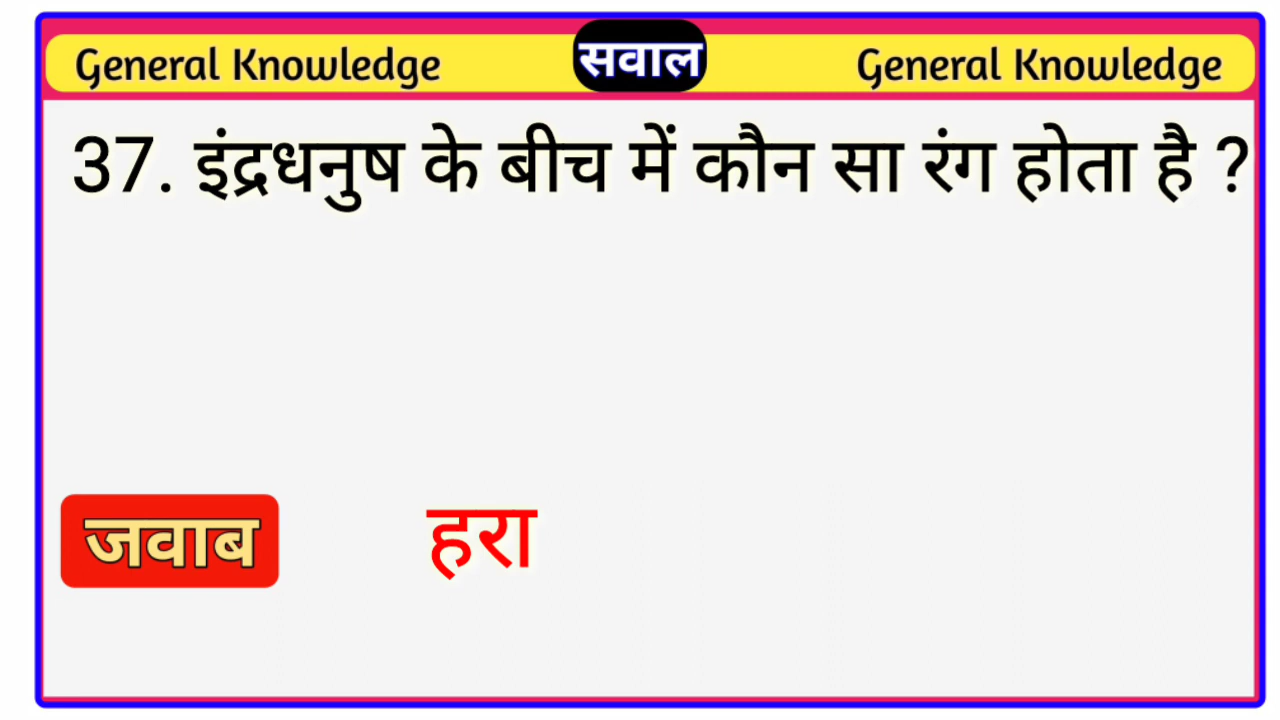 General Knowledge सवाल General Knowledge
37. इंद्रधनुष के बीच में कौन सा रंग होता है ?
जवाब हरा